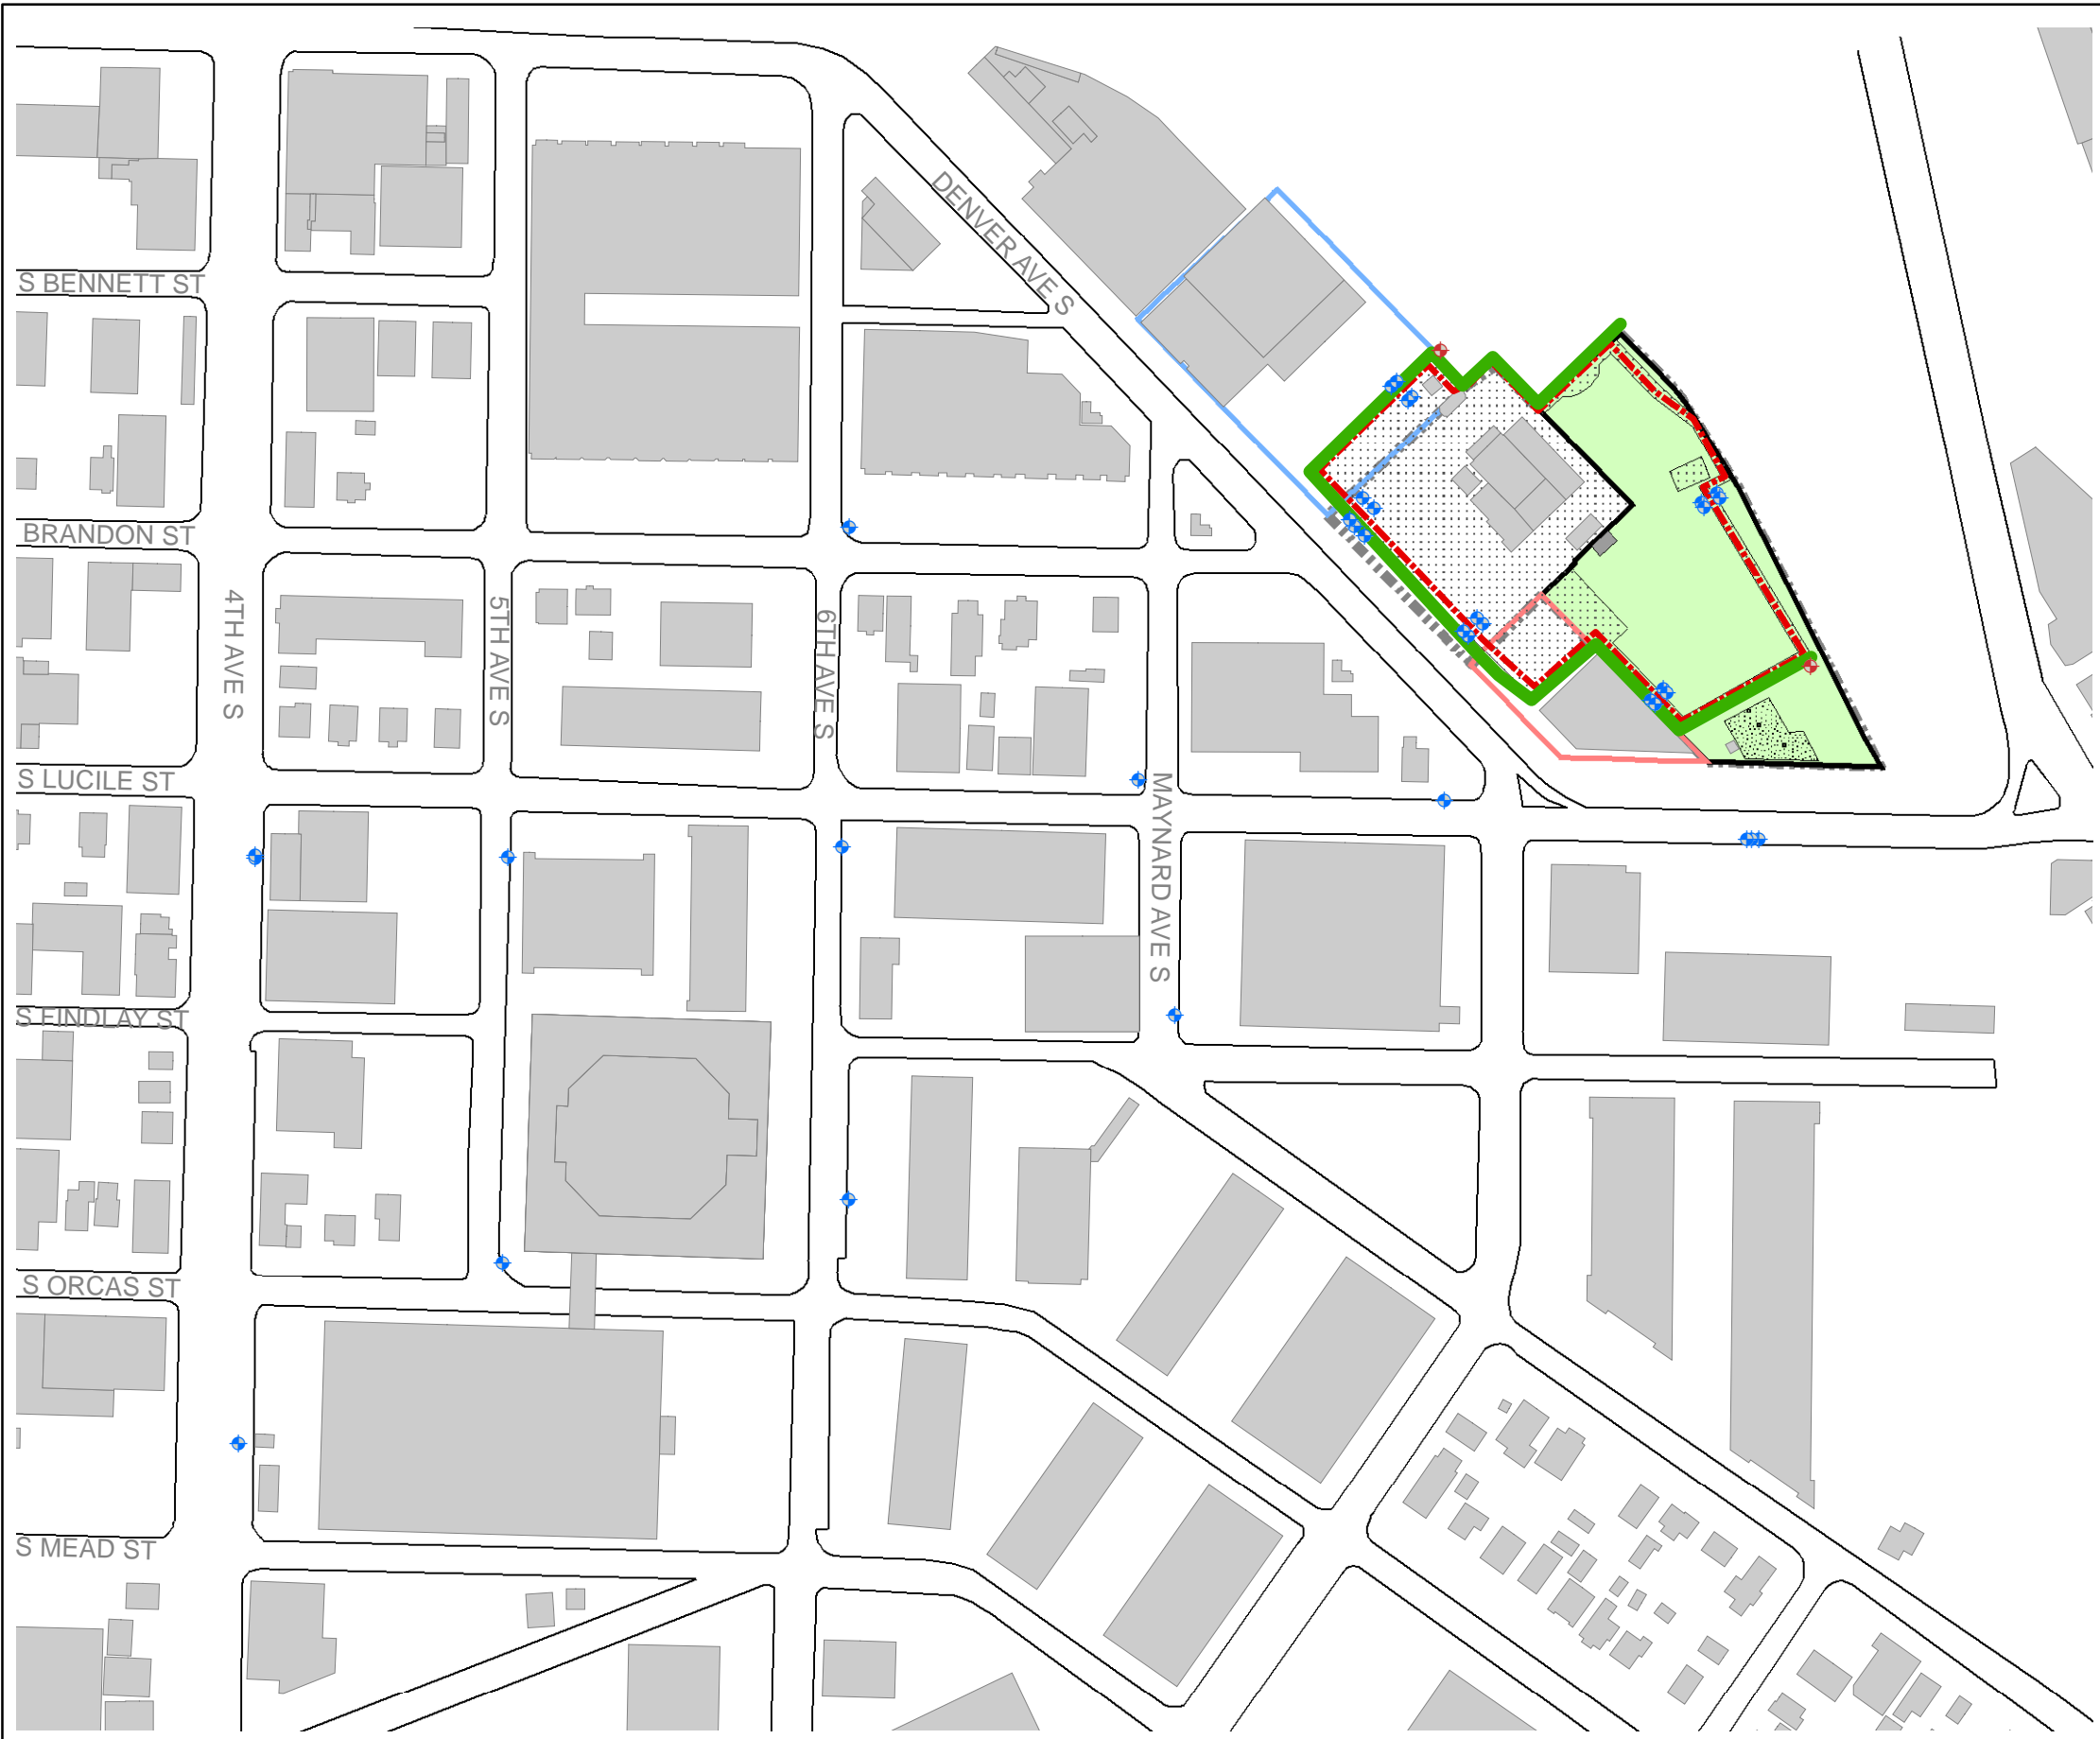 DENVER AVE S
S BENNETT ST
BRANDON ST
4TH AVE S
5TH AVE S
6TH AVE S
S LUCILE ST
MAYNARD AVE S
S FINDLAY ST
S ORCAS ST
S MEAD ST